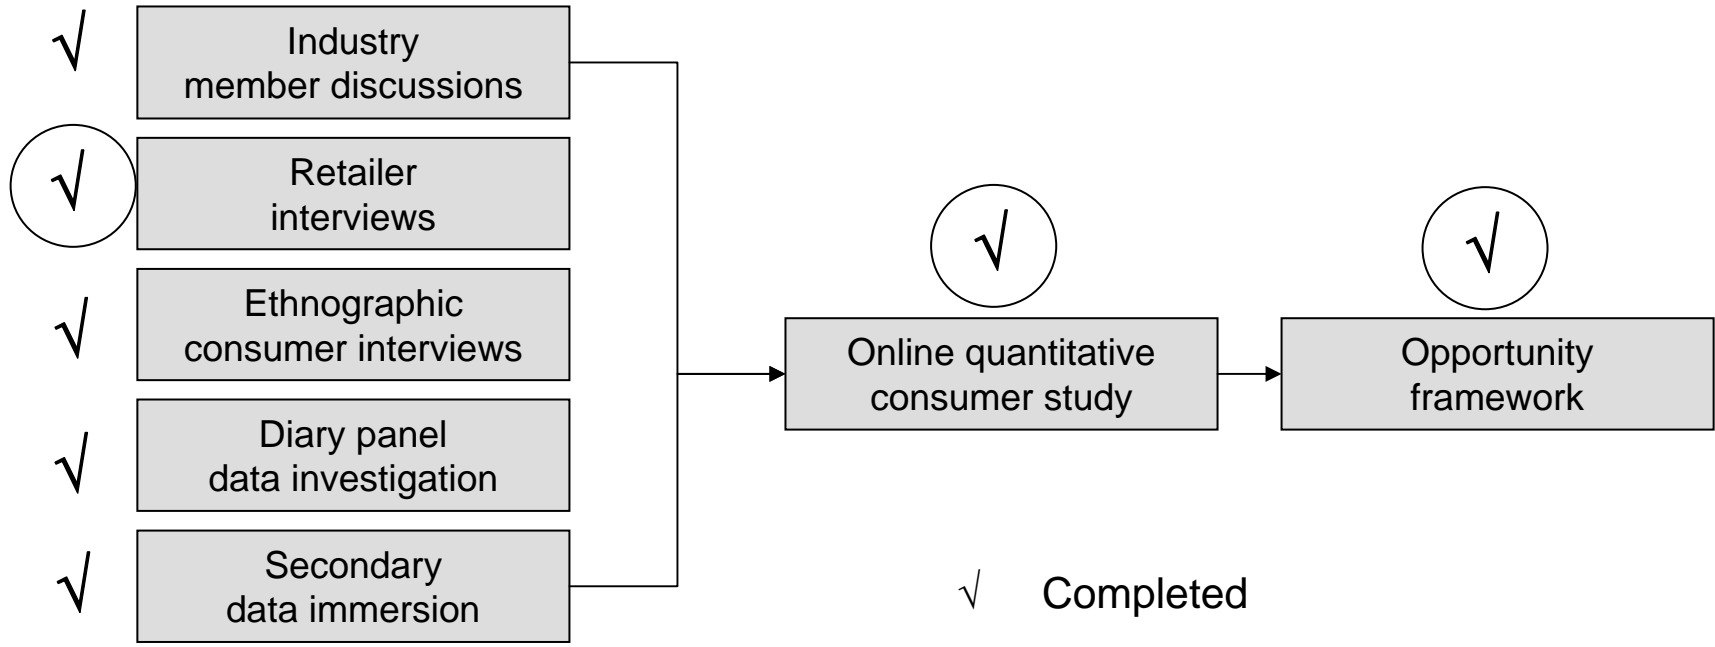 √
Industry
member discussions
√
Retailer
interviews
√
Ethnographic
consumer interviews
√
Diary panel
data investigation
√
Secondary
data immersion
√
Online quantitative
consumer study
√
Opportunity
framework
√ Completed